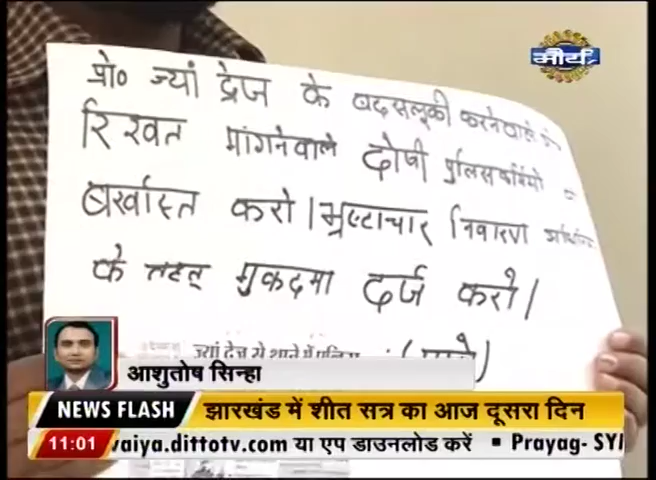 मौर्य
प्रो० ज्यां द्रेज के बदसलूकी करनेवाले
रिश्वत मांगनेवाले दोषी पुलिसकर्मियो
बर्खास्त करो। भ्रष्टाचार निवारण
के तहत् मुकदमा दर्ज करो।
ज्यां द्रेज से थाने में पुलिस
आशुतोष सिन्हा
NEWS FLASH झारखंड में शीत सत्र का आज दूसरा दिन
11:01 vaiya.dittotv.com या एप डाउनलोड करें ▪ Prayag- SY